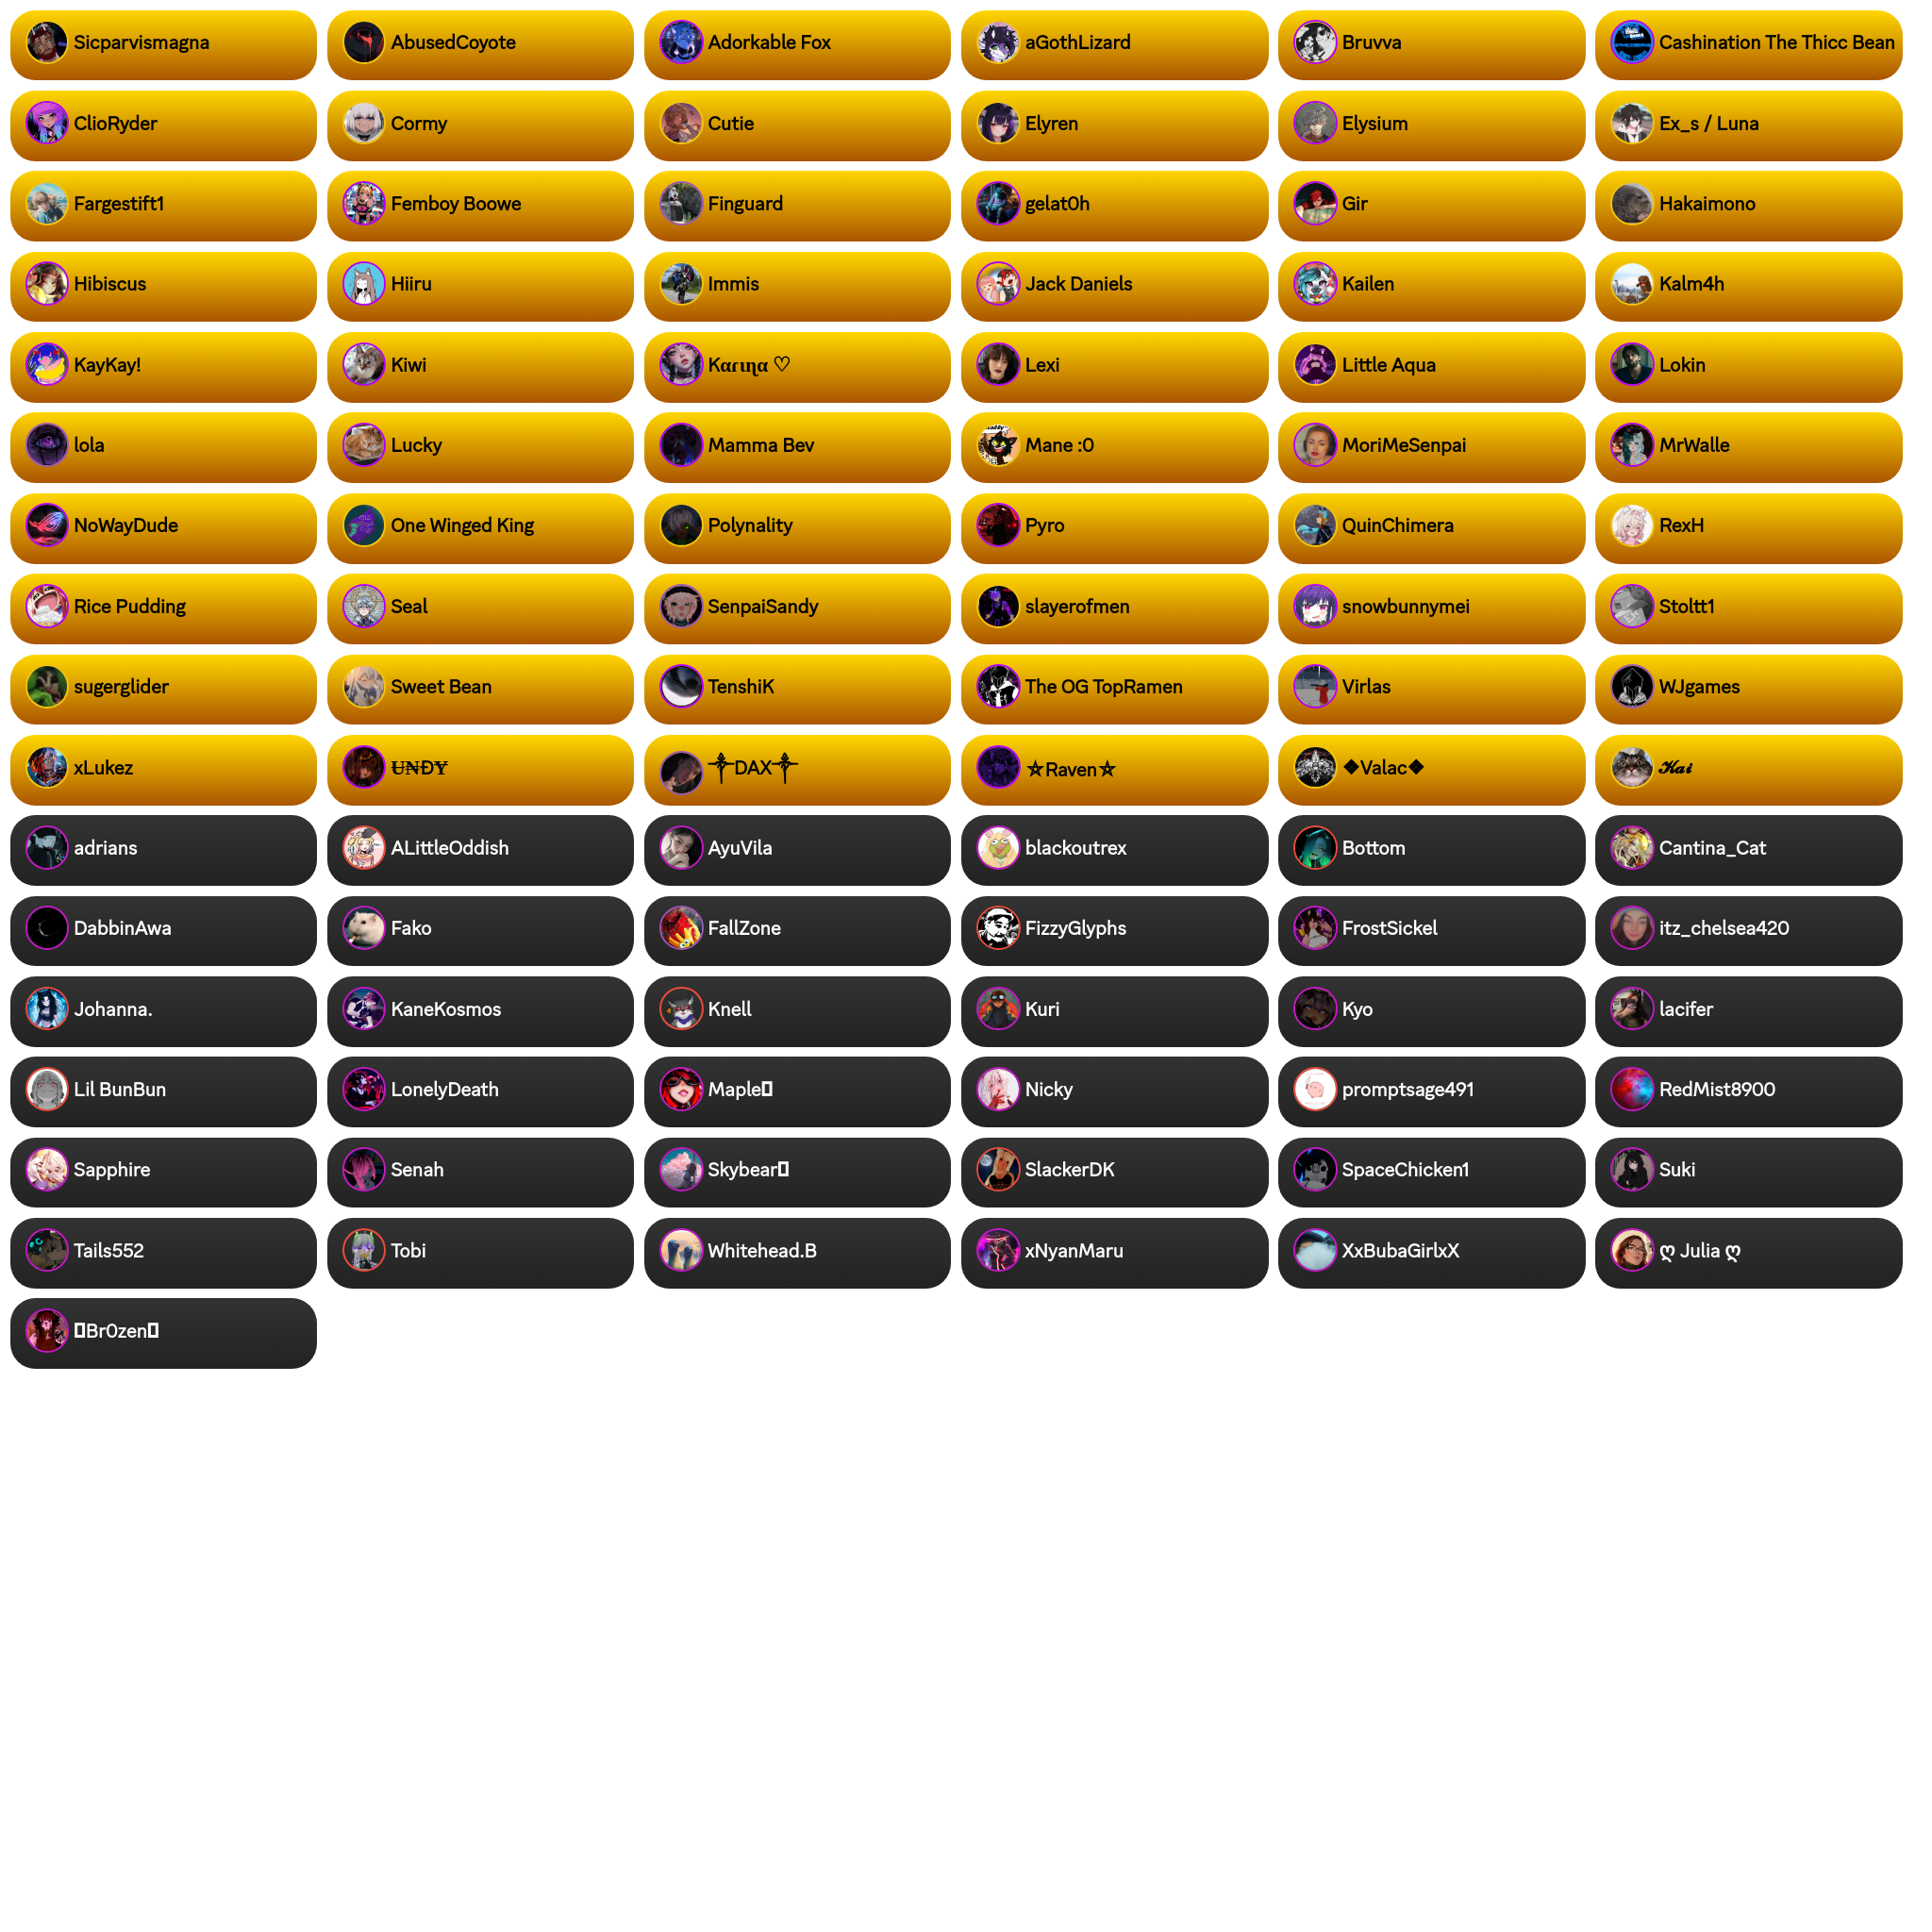 Sicparvismagna
AbusedCoyote
Adorkable Fox
aGothLizard
Bruvva
Cashination The Thicc Bean
ClioRyder
Cormy
Cutie
Elyren
Elysium
Ex_s / Luna
Fargestift1
Femboy Boowe
Finguard
gelat0h
Gir
Hakaimono
Hibiscus
Hiiru
Immis
Jack Daniels
Kailen
Kalm4h
KayKay!
Kiwi
Kαɾιɳα ♡
Lexi
Little Aqua
Lokin
lola
Lucky
Mamma Bev
Mane :0
MoriMeSenpai
MrWalle
NoWayDude
One Winged King
Polynality
Pyro
QuinChimera
RexH
Rice Pudding
Seal
SenpaiSandy
slayerofmen
snowbunnymei
Stoltt1
sugerglider
Sweet Bean
TenshiK
The OG TopRamen
Virlas
WJgames
xLukez
ᵾ₦ĐɎ
⸸DAX⸸
⛤Raven⛤
❖Valac❖
𝓚𝓪𝓲
adrians
ALittleOddish
AyuVila
blackoutrex
Bottom
Cantina_Cat
DabbinAwa
Fako
FallZone
FizzyGlyphs
FrostSickel
itz_chelsea420
Johanna.
KaneKosmos
Knell
Kuri
Kyo
lacifer
Lil BunBun
LonelyDeath
Maple
Nicky
promptsage491
RedMist8900
Sapphire
Senah
Skybear
SlackerDK
SpaceChicken1
Suki
Tails552
Tobi
Whitehead.B
xNyanMaru
XxBubaGirlxX
ღ Julia ღ
Br0zen